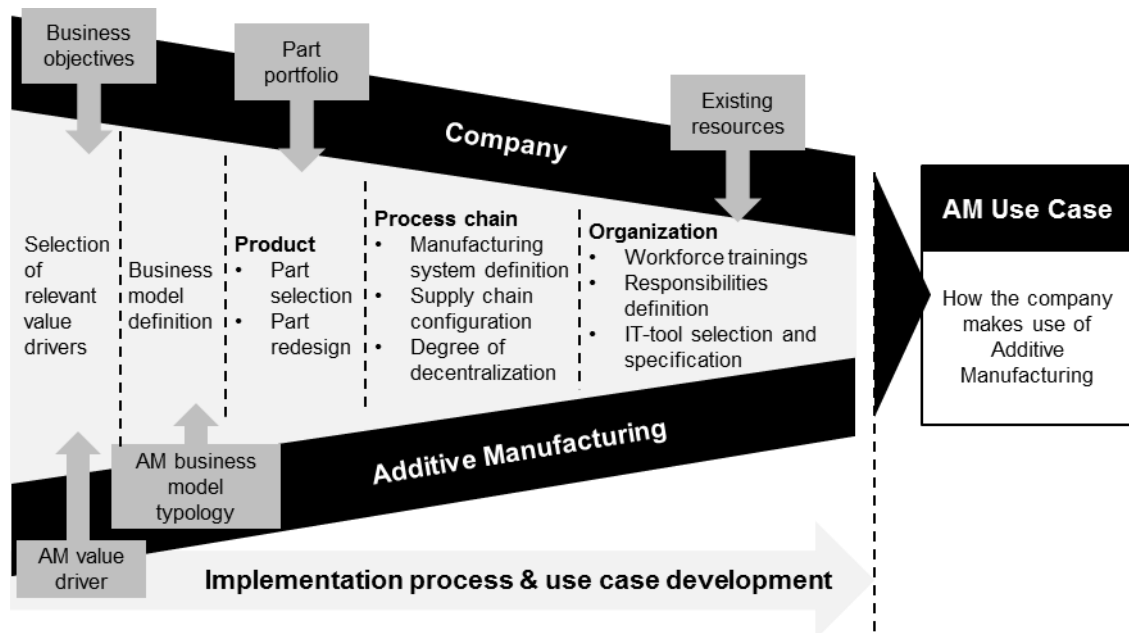 Business
objectives
Part
portfolio
Existing
resources
Company
Selection
of
relevant
value
drivers
Business
model
definition
Product
• Part
selection
• Part
redesign
Process chain
• Manufacturing
system definition
• Supply chain
configuration
• Degree of
decentralization
Organization
• Workforce trainings
• Responsibilities
definition
• IT-tool selection and
specification
AM Use Case
How the company
makes use of
Additive
Manufacturing
Additive Manufacturing
AM business
model
typology
AM value
driver
Implementation process & use case development